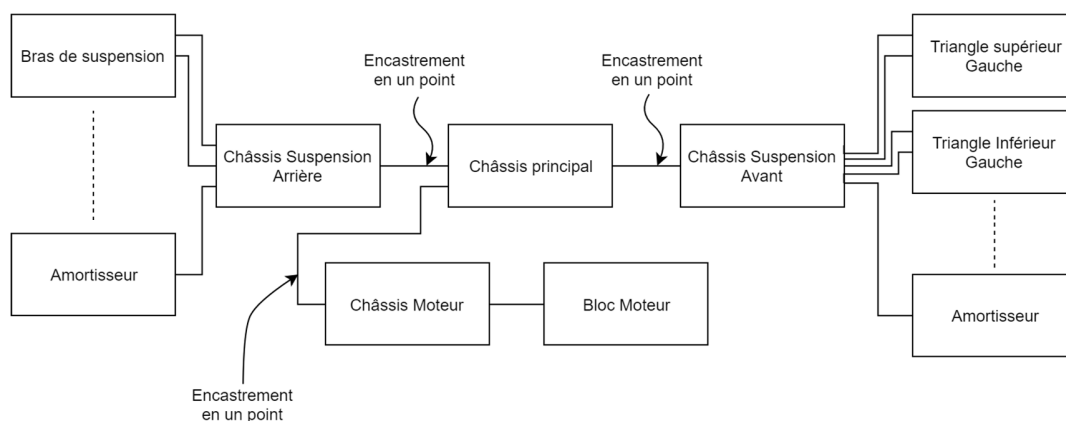 Bras de suspension
Encastrement
en un point
Encastrement
en un point
Triangle supérieur
Gauche
Châssis Suspension
Arrière
Châssis principal
Châssis Suspension
Avant
Triangle Inférieur
Gauche
Amortisseur
Châssis Moteur
Bloc Moteur
Amortisseur
Encastrement
en un point